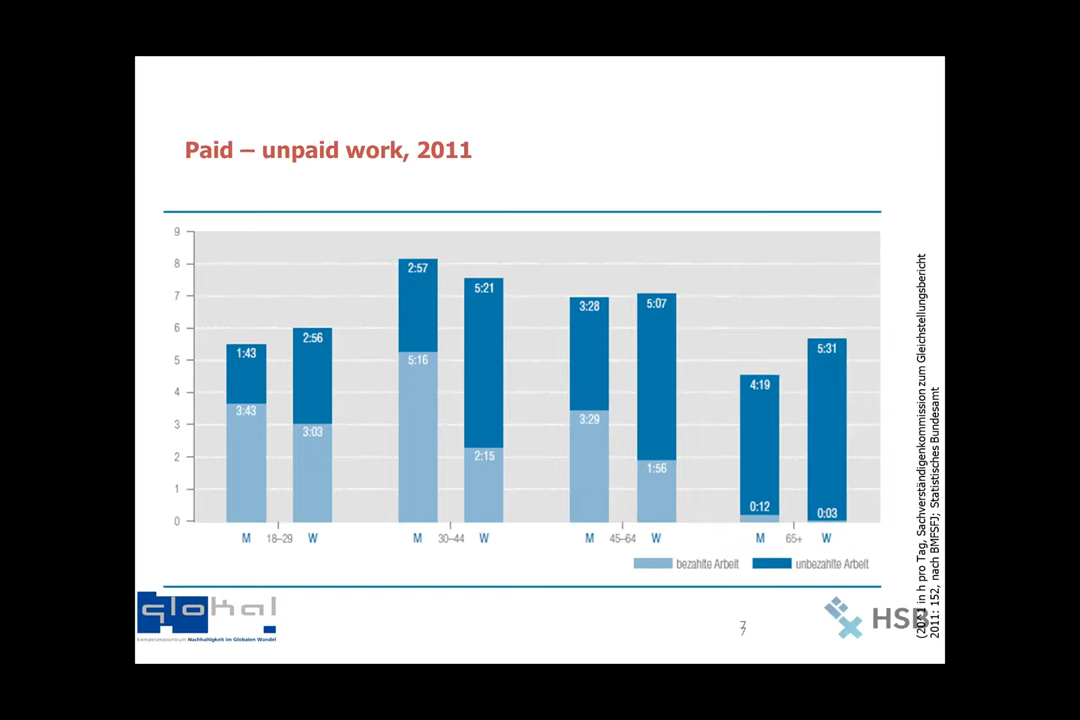 Paid – unpaid work, 2011
9
8
7
6
5
4
3
2
1
0
1:43
3:43
2:56
3:03
2:57
5:16
5:21
2:15
3:28
3:29
5:07
1:56
4:19
0:12
5:31
0:03
M 18–29 W
M 30–44 W
M 45–64 W
M 65+ W
bezahlte Arbeit unbezahlte Arbeit
in h pro Tag, Sachverständigenkommission zum Gleichstellungsbericht
2011: 152, nach BMFSFJ; Statistisches Bundesamt
glokal
Kompetenzzentrum Nachhaltigkeit im Globalen Wandel
7
7
HSB